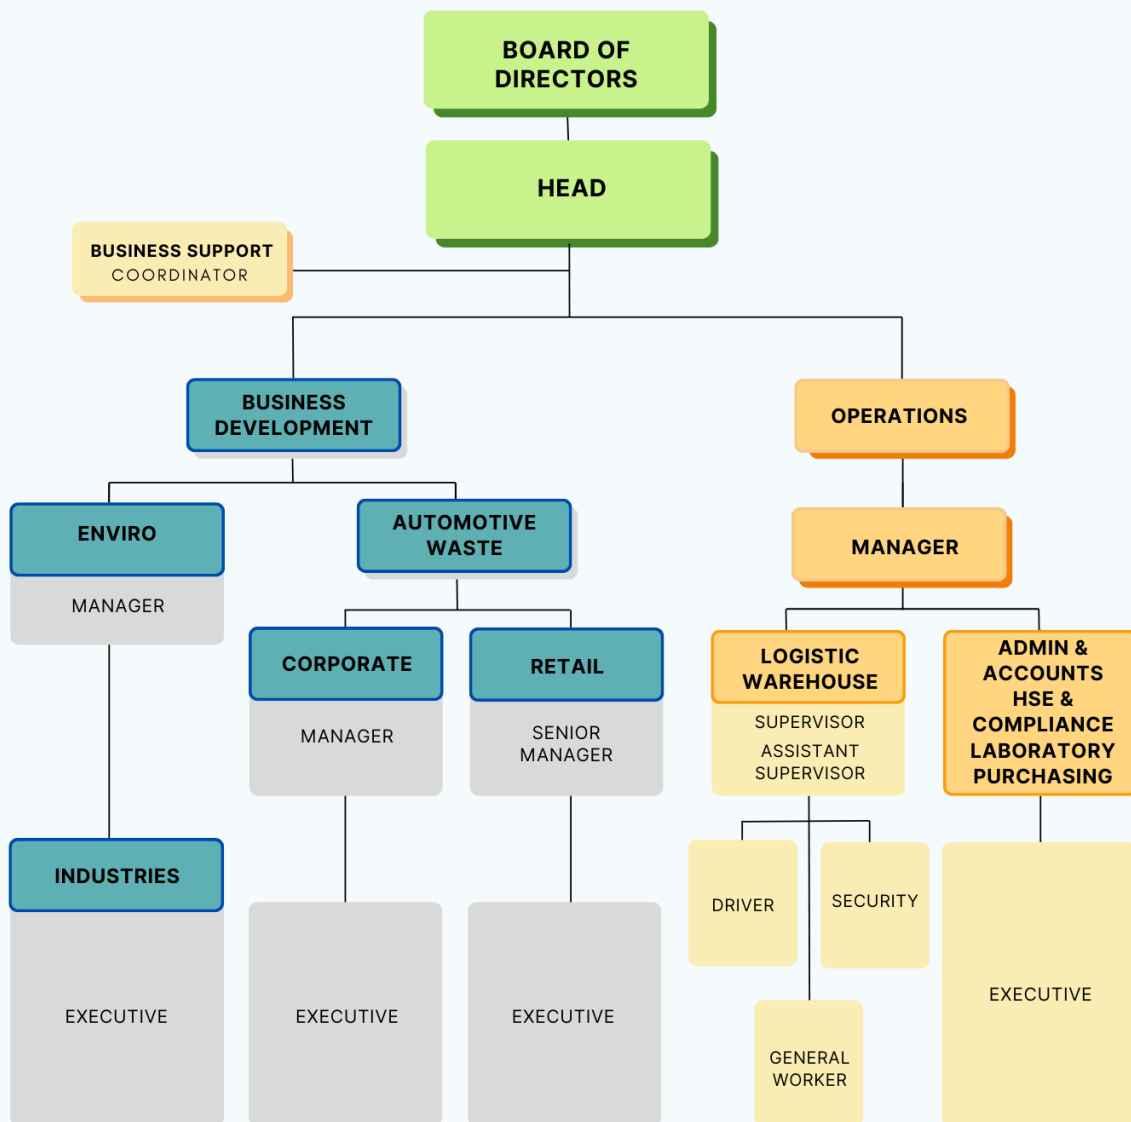 BOARD OF
DIRECTORS
HEAD
BUSINESS SUPPORT
COORDINATOR
BUSINESS
DEVELOPMENT
OPERATIONS
ENVIRO
MANAGER
AUTOMOTIVE
WASTE
MANAGER
CORPORATE
MANAGER
RETAIL
SENIOR
MANAGER
LOGISTIC
WAREHOUSE
SUPERVISOR
ASSISTANT
SUPERVISOR
ADMIN &
ACCOUNTS
HSE &
COMPLIANCE
LABORATORY
PURCHASING
INDUSTRIES
EXECUTIVE
EXECUTIVE
EXECUTIVE
DRIVER
SECURITY
GENERAL
WORKER
EXECUTIVE